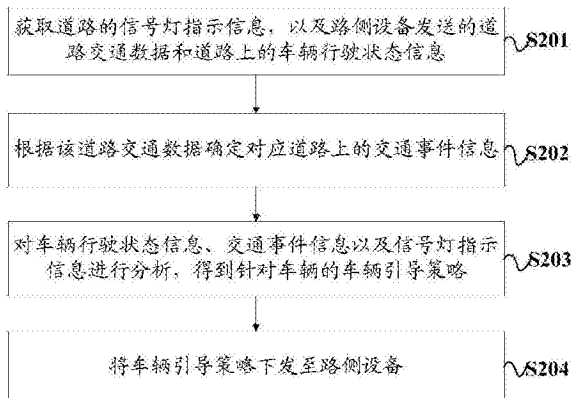 获取道路的信号灯指示信息，以及路侧设备发送的道
路交通数据和道路上的车辆行驶状态信息
S201
根据该道路交通数据确定对应道路上的交通事件信息
S202
对车辆行驶状态信息、交通事件信息以及信号灯指示
信息进行分析，得到针对车辆的车辆引导策略
S203
将车辆引导策略下发至路侧设备
S204